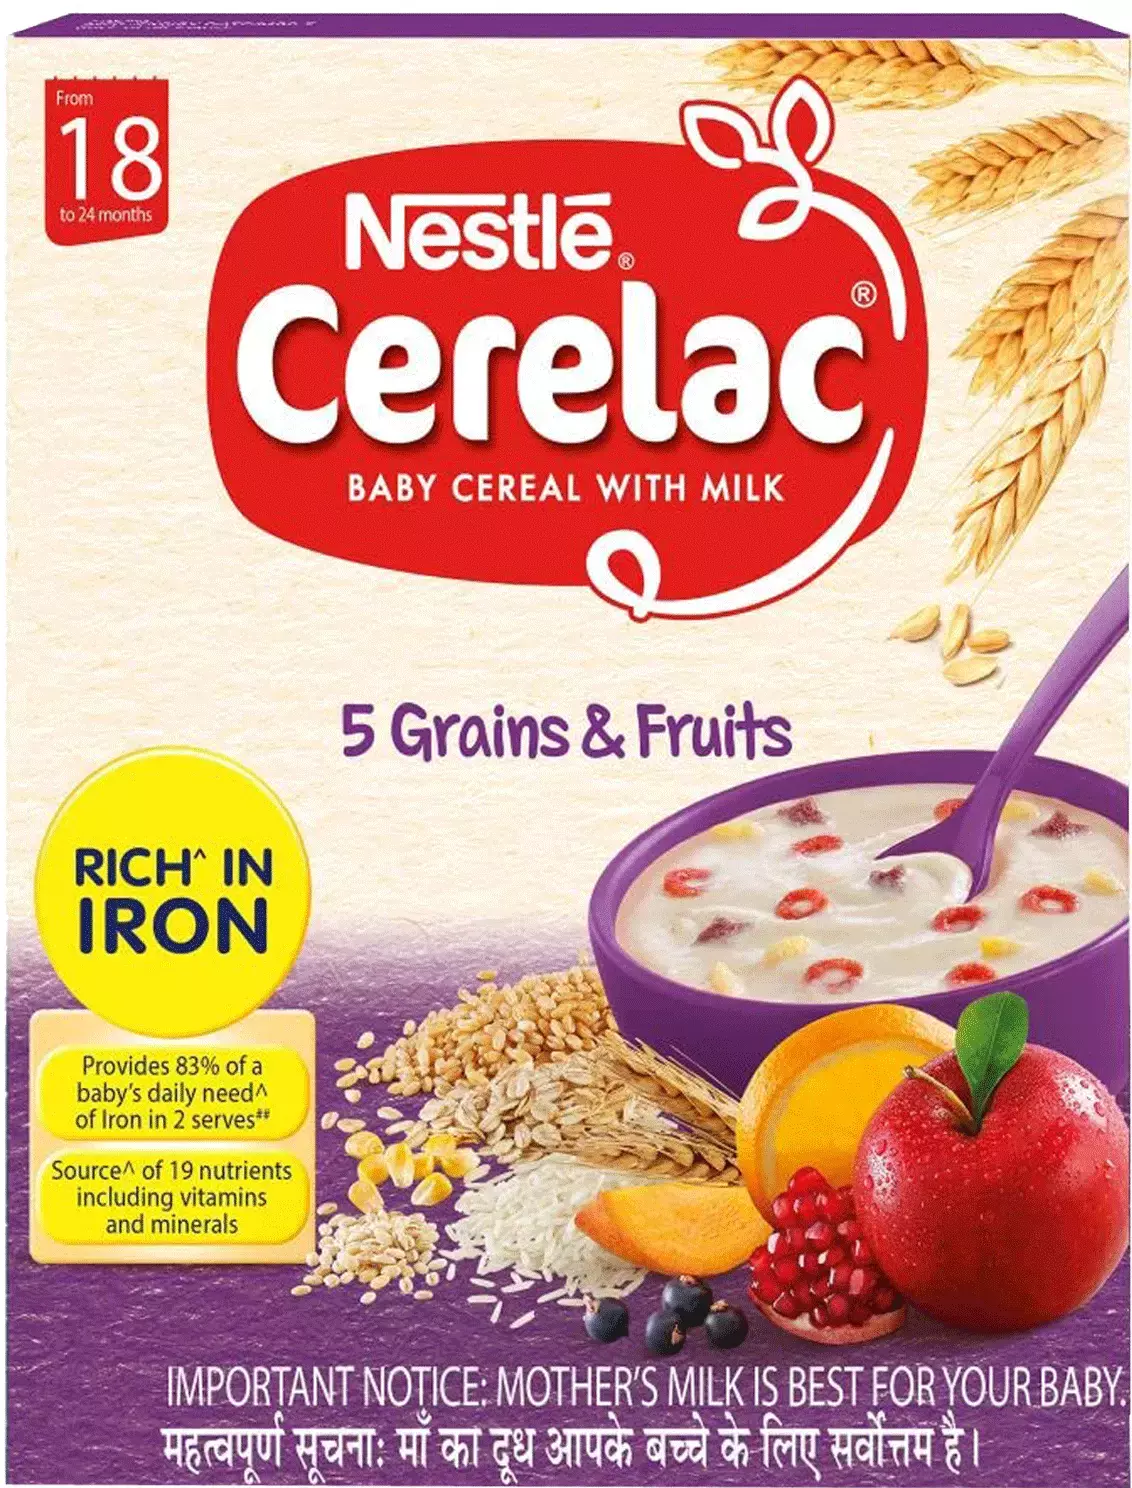 From
18
to 24 months
Nestlé®
Cerelac®
BABY CEREAL WITH MILK
5 Grains & Fruits
RICH^ IN
IRON
Provides 83% of a
baby's daily need^
of Iron in 2 serves##
Source^ of 19 nutrients
including vitamins
and minerals
IMPORTANT NOTICE: MOTHER'S MILK IS BEST FOR YOUR BABY.
महत्वपूर्ण सूचना: माँ का दूध आपके बच्चे के लिए सर्वोत्तम है।